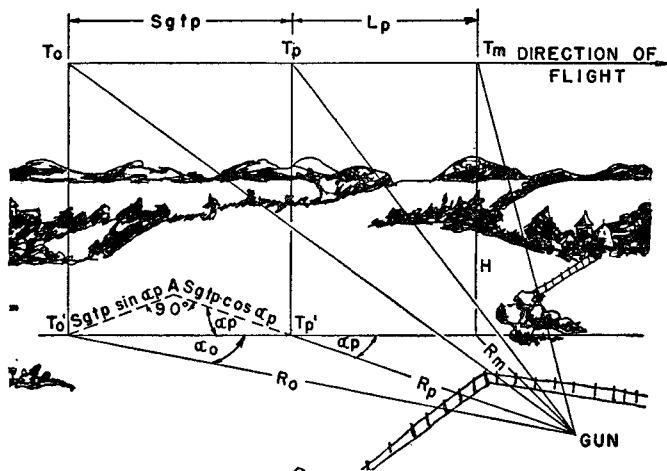 Sgtp Lp
To Tp Tm DIRECTION OF
FLIGHT
H
To' Sgtp sin αp A Sgtp·cos αp
90° αp Tp' αp
αo
Ro Rp Rm
GUN